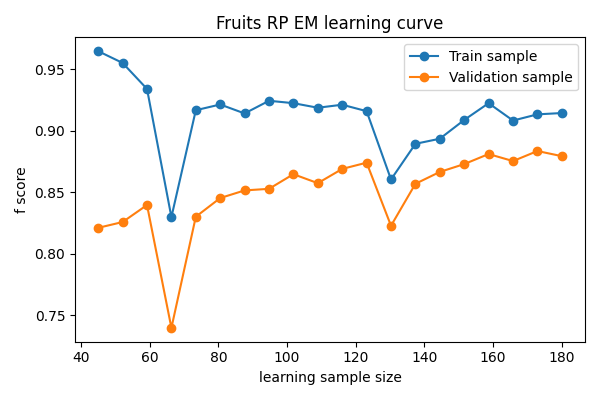 Fruits RP EM learning curve
Train sample
Validation sample
f score
0.95
0.90
0.85
0.80
0.75
40 60 80 100 120 140 160 180
learning sample size